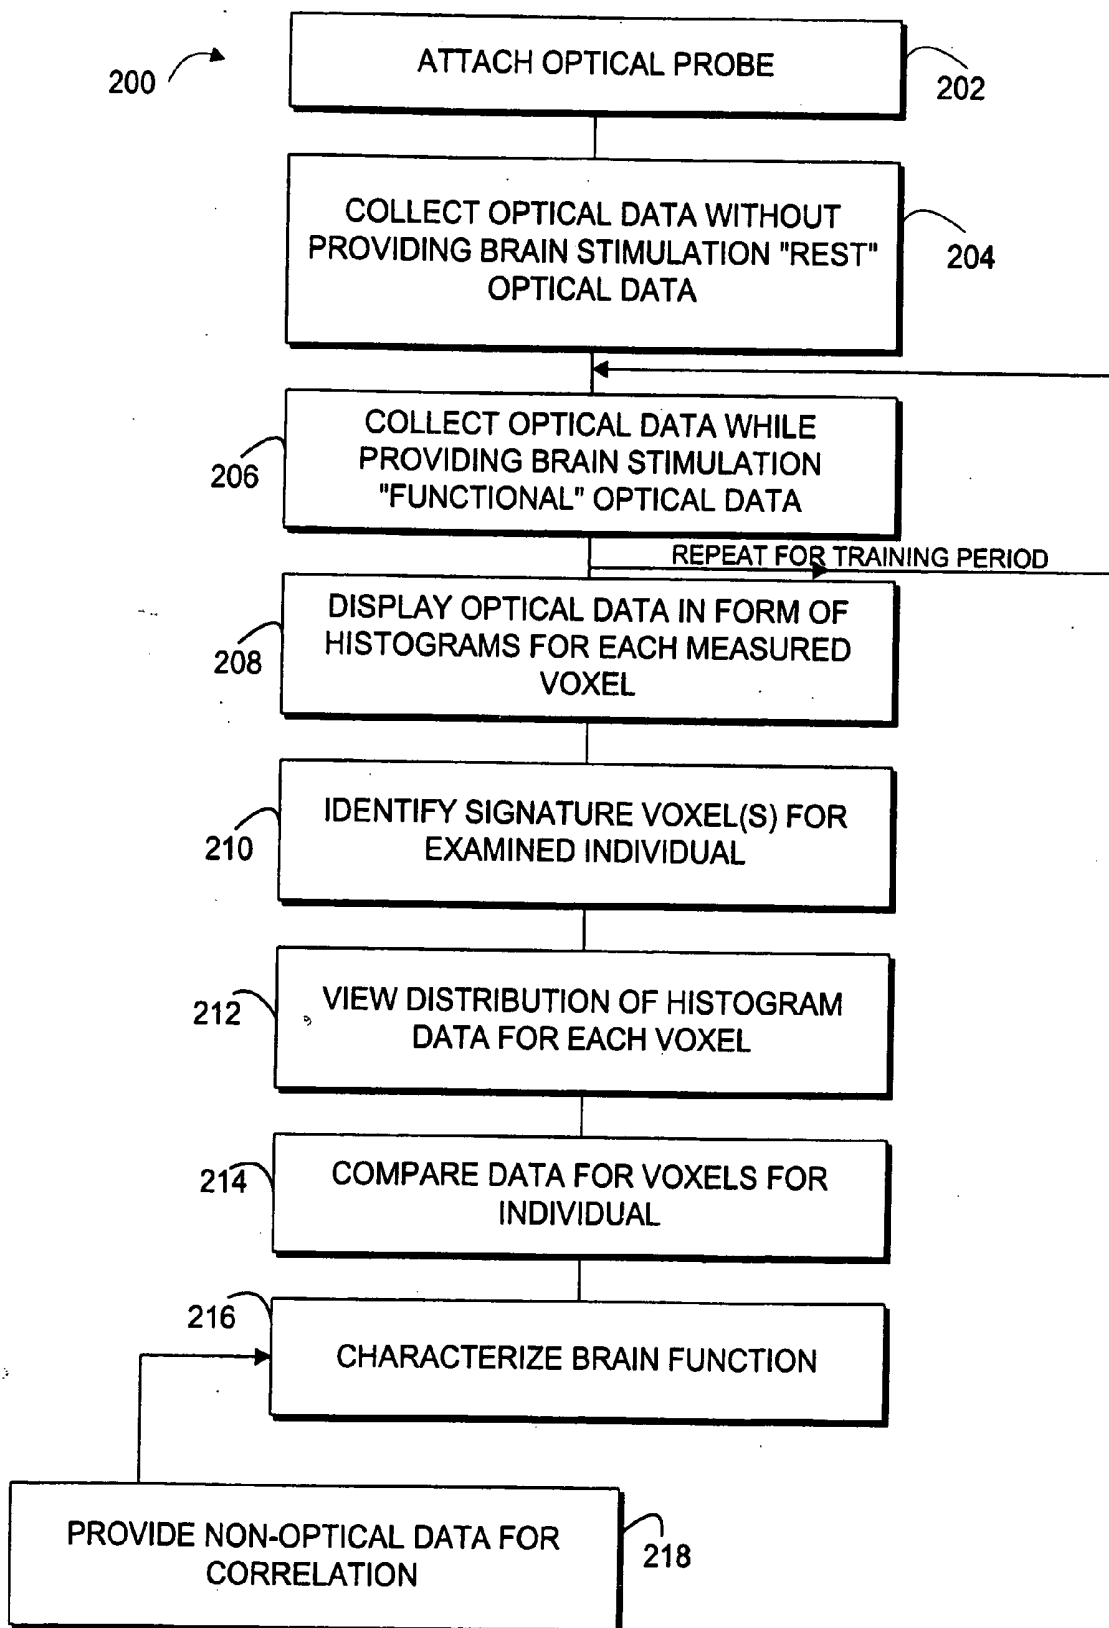 200
ATTACH OPTICAL PROBE
202
COLLECT OPTICAL DATA WITHOUT
PROVIDING BRAIN STIMULATION "REST"
OPTICAL DATA
204
COLLECT OPTICAL DATA WHILE
PROVIDING BRAIN STIMULATION
"FUNCTIONAL" OPTICAL DATA
206
REPEAT FOR TRAINING PERIOD
DISPLAY OPTICAL DATA IN FORM OF
HISTOGRAMS FOR EACH MEASURED
VOXEL
208
IDENTIFY SIGNATURE VOXEL(S) FOR
EXAMINED INDIVIDUAL
210
VIEW DISTRIBUTION OF HISTOGRAM
DATA FOR EACH VOXEL
212
COMPARE DATA FOR VOXELS FOR
INDIVIDUAL
214
216
CHARACTERIZE BRAIN FUNCTION
PROVIDE NON-OPTICAL DATA FOR
CORRELATION
218